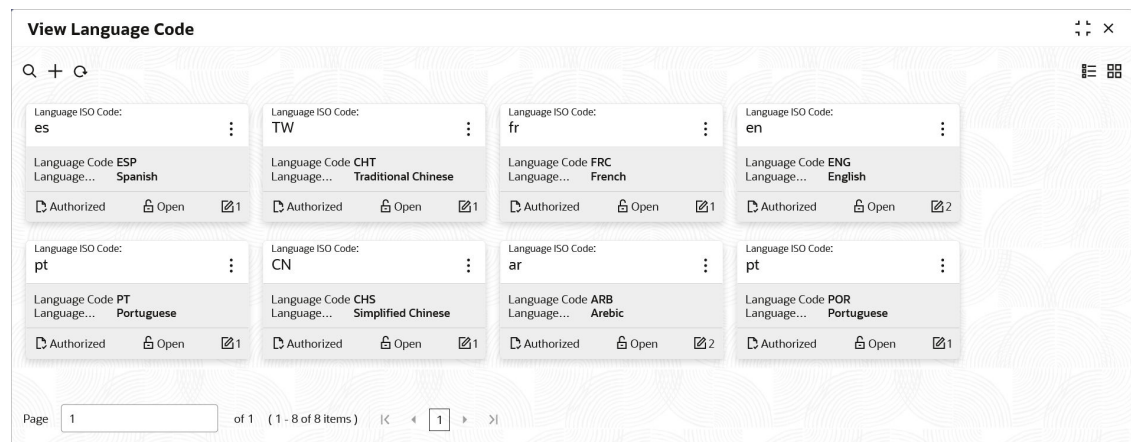 View Language Code
Language ISO Code:
es
Language Code ESP
Language... Spanish
Authorized Open 1
Language ISO Code:
TW
Language Code CHT
Language... Traditional Chinese
Authorized Open 1
Language ISO Code:
fr
Language Code FRC
Language... French
Authorized Open 1
Language ISO Code:
en
Language Code ENG
Language... English
Authorized Open 2
Language ISO Code:
pt
Language Code PT
Language... Portuguese
Authorized Open 1
Language ISO Code:
CN
Language Code CHS
Language... Simplified Chinese
Authorized Open 1
Language ISO Code:
ar
Language Code ARB
Language... Arebic
Authorized Open 2
Language ISO Code:
pt
Language Code POR
Language... Portuguese
Authorized Open 1
Page 1 of 1 (1 - 8 of 8 items) 1